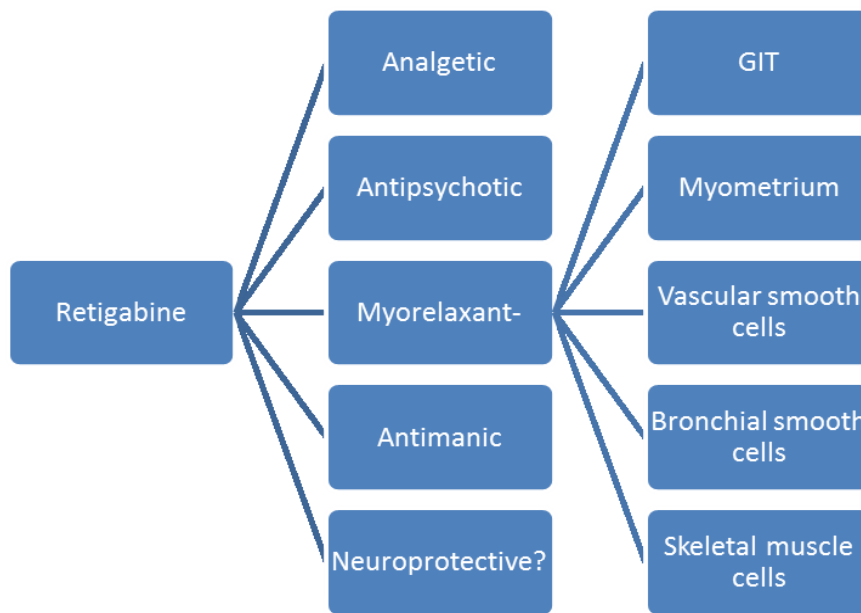 Retigabine
Analgetic
Antipsychotic
Myorelaxant-
Antimanic
Neuroprotective?
GIT
Myometrium
Vascular smooth
cells
Bronchial smooth
cells
Skeletal muscle
cells